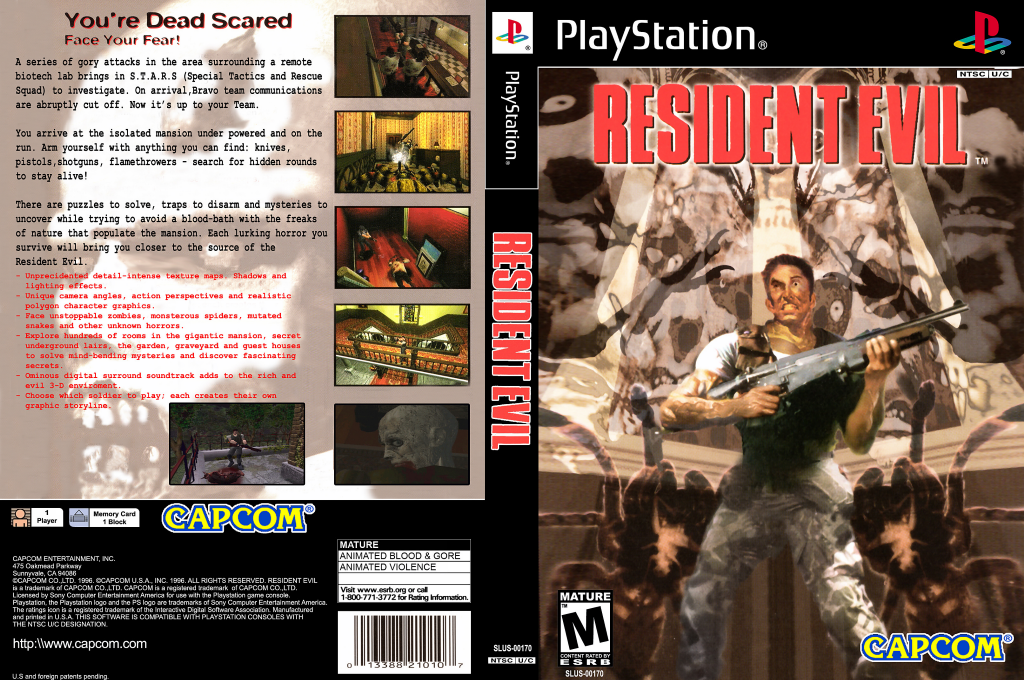 You're Dead Scared
Face Your Fear!
A series of gory attacks in the area surrounding a remote
biotech lab brings in S.T.A.R.S (Special Tactics and Rescue
Squad) to investigate. On arrival,Bravo team communications
are abruptly cut off. Now it's up to your Team.
You arrive at the isolated mansion under powered and on the
run. Arm yourself with anything you can find: knives,
pistols,shotguns, flamethrowers - search for hidden rounds
to stay alive!
There are puzzles to solve, traps to disarm and mysteries to
uncover while trying to avoid a blood-bath with the freaks
of nature that populate the mansion. Each lurking horror you
survive will bring you closer to the source of the
Resident Evil.
- Unprecidented detail-intense texture maps. Shadows and
lighting effects.
- Unique camera angles, action perspectives and realistic
polygon character graphics.
- Face unstoppable zombies, monsterous spiders, mutated
snakes and other unknown horrors.
- Explore hundreds of rooms in the gigantic mansion, secret
underground lairs, the garden, graveyard and guest houses
to solve mind-bending mysteries and discover fascinating
secrets.
- Ominous digital surround soundtrack adds to the rich and
evil 3-D enviroment.
- Choose which soldier to play; each creates their own
graphic storyline.
1
Player
Memory Card
1 Block
CAPCOM®
CAPCOM ENTERTAINMENT, INC.
475 Oakmead Parkway
Sunnyvale, CA 94086
©CAPCOM CO.,LTD. 1996. ©CAPCOM U.S.A., INC. 1996. ALL RIGHTS RESERVED. RESIDENT EVIL
is a trademark of CAPCOM CO.,LTD. CAPCOM is a registered trademark of CAPCOM CO.,LTD.
Licensed by Sony Computer Entertainment America for use with the Playstation game console.
Playstation, the Playstation logo and the PS logo are trademarks of Sony Computer Entertainment America.
The ratings icon is a registered trademark of the Interactive Digital Software Association. Manufactured
and printed in U.S.A. THIS SOFTWARE IS COMPATIBLE WITH PLAYSTATION CONSOLES WITH
THE NTSC U/C DESIGNATION.
http:\\www.capcom.com
U.S and foreign patents pending.
MATURE
ANIMATED BLOOD & GORE
ANIMATED VIOLENCE
Visit www.esrb.org or call
1-800-771-3772 for Rating Information.
0 13388 21010 7
®
PlayStation®
RESIDENT EVIL
SLUS-00170
NTSC U/C
PlayStation®
®
NTSC U/C
RESIDENT EVIL™
MATURE
™
M
CONTENT RATED BY
ESRB
SLUS-00170
CAPCOM®